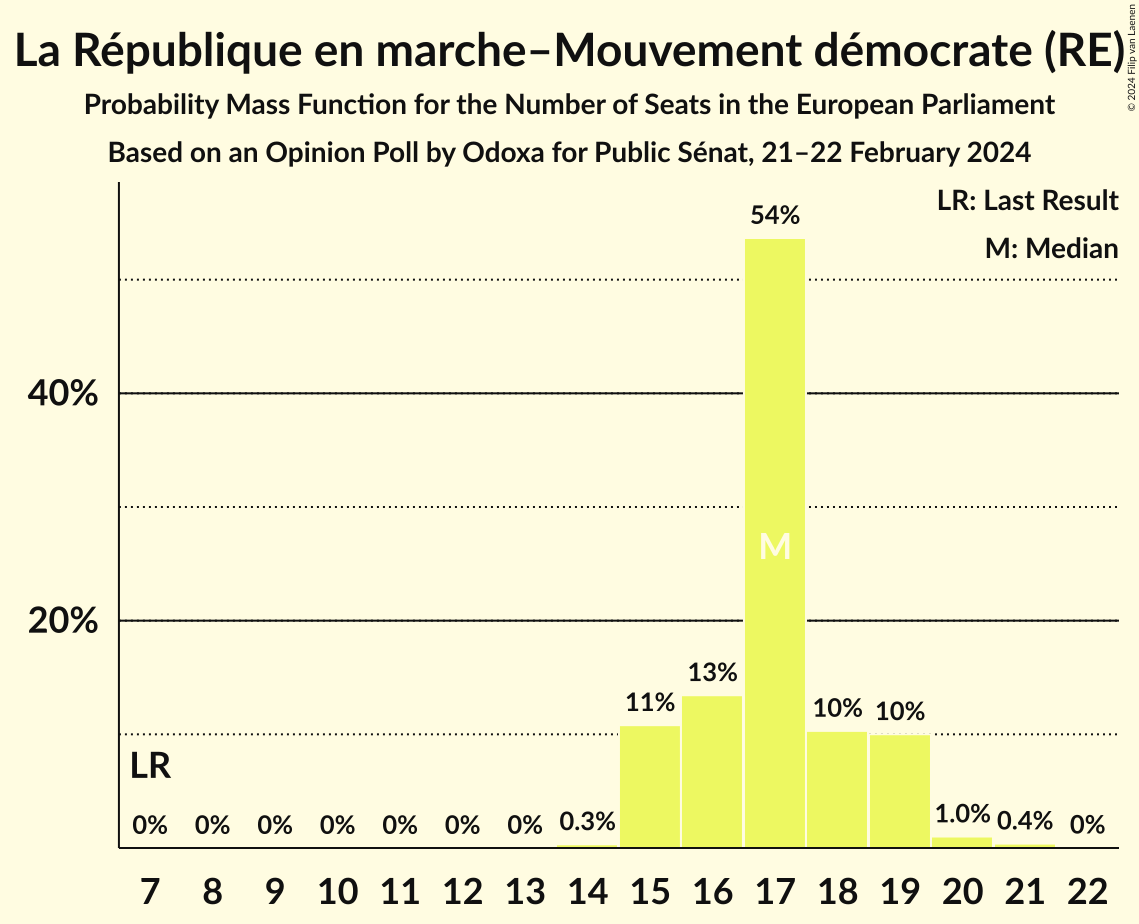 La République en marche–Mouvement démocrate (RE)
© 2024 Filip van Laenen
Probability Mass Function for the Number of Seats in the European Parliament
Based on an Opinion Poll by Odoxa for Public Sénat, 21–22 February 2024
LR: Last Result
M: Median
54%
40%
M
20%
13%
11%
10% 10%
LR
0% 0% 0% 0% 0% 0% 0% 0.3% 1.0% 0.4% 0%
7 8 9 10 11 12 13 14 15 16 17 18 19 20 21 22